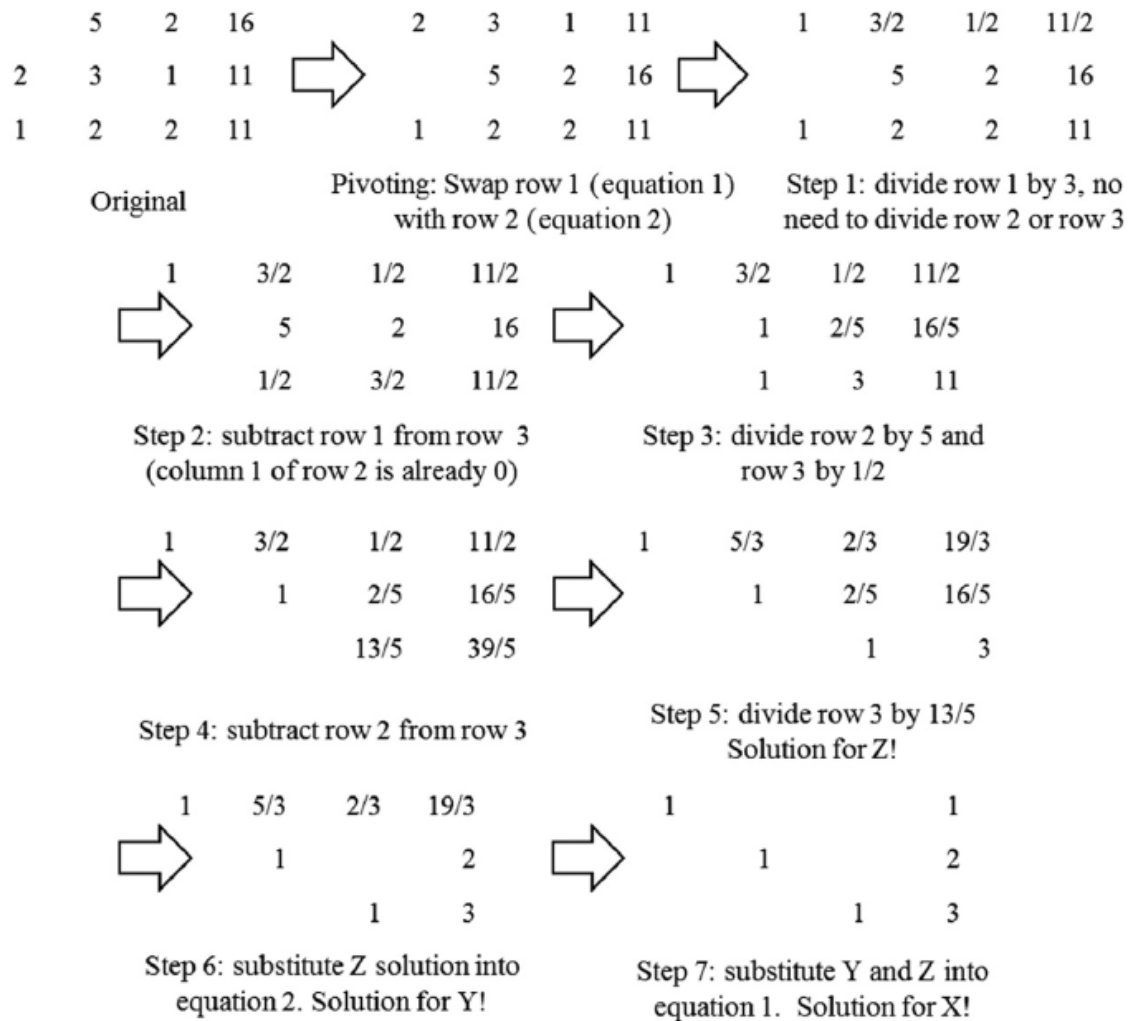 5 2 16 2 3 1 11 1 3/2 1/2 11/2
2 3 1 11 5 2 16 5 2 16
1 2 2 11 1 2 2 11 1 2 2 11
Original
Pivoting: Swap row 1 (equation 1)
with row 2 (equation 2)
Step 1: divide row 1 by 3, no
need to divide row 2 or row 3
1 3/2 1/2 11/2 1 3/2 1/2 11/2
5 2 16 1 2/5 16/5
1/2 3/2 11/2 1 3 11
Step 2: subtract row 1 from row 3
(column 1 of row 2 is already 0)
Step 3: divide row 2 by 5 and
row 3 by 1/2
1 3/2 1/2 11/2 1 5/3 2/3 19/3
1 2/5 16/5 1 2/5 16/5
13/5 39/5 1 3
Step 4: subtract row 2 from row 3
Step 5: divide row 3 by 13/5
Solution for Z!
1 5/3 2/3 19/3 1 1
1 2 1 2
1 3 1 3
Step 6: substitute Z solution into
equation 2. Solution for Y!
Step 7: substitute Y and Z into
equation 1. Solution for X!